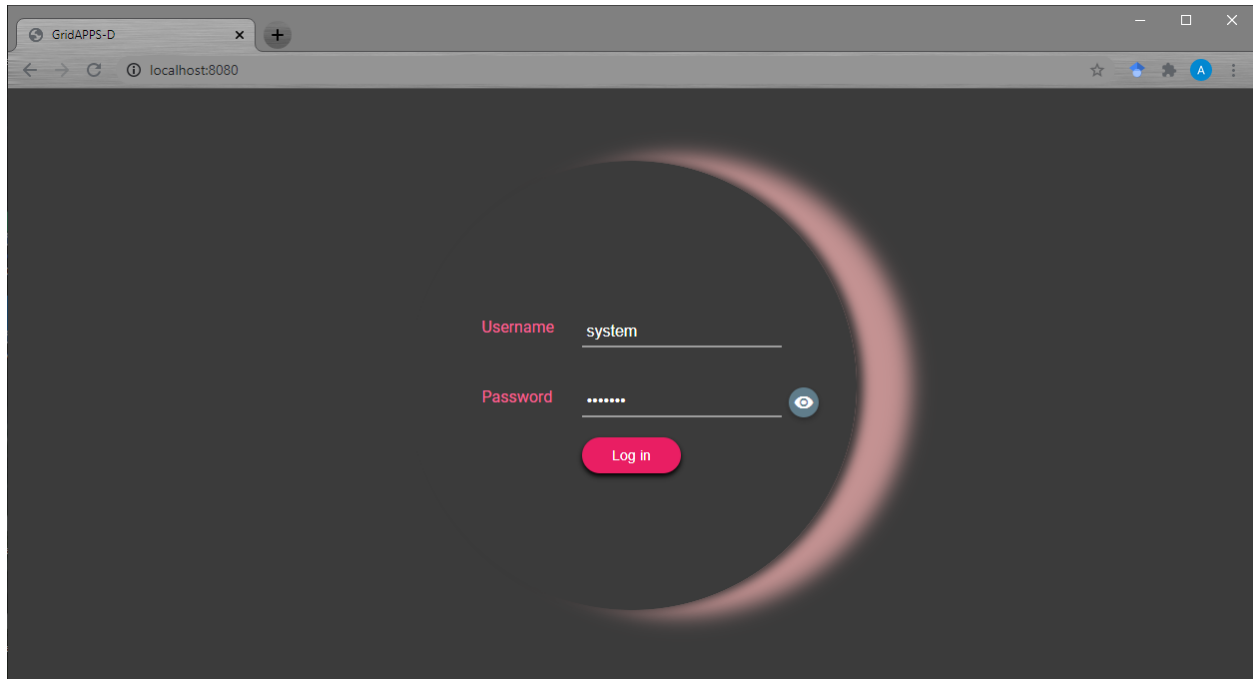 GridAPPS-D
localhost:8080
A
Username
system
Password
•••••••
Log in